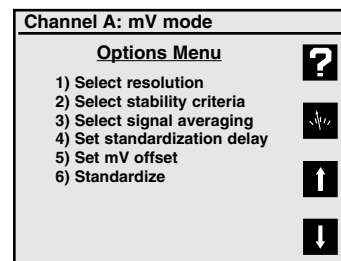 Channel A: mV mode
Options Menu
1) Select resolution
2) Select stability criteria
3) Select signal averaging
4) Set standardization delay
5) Set mV offset
6) Standardize
?